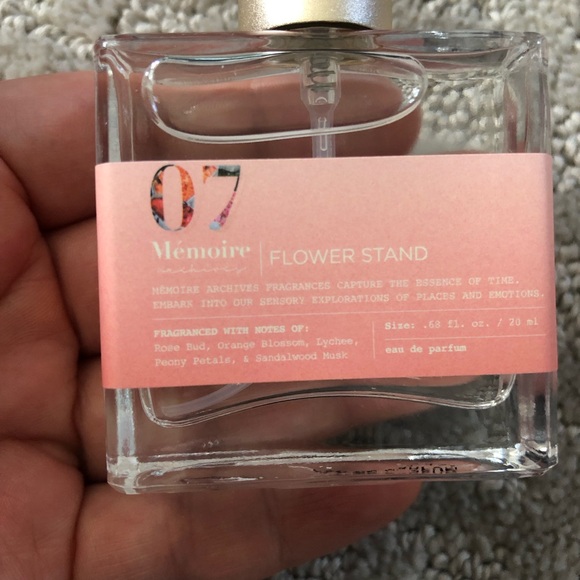 07
Mémoire
archives
FLOWER STAND
MÉMOIRE ARCHIVES FRAGRANCES CAPTURE THE ESSENCE OF TIME.
EMBARK INTO OUR SENSORY EXPLORATIONS OF PLACES AND EMOTIONS.
FRAGRANCED WITH NOTES OF:
Rose Bud, Orange Blossom, Lychee,
Peony Petals, & Sandalwood Musk
Size: .68 fl. oz. / 20 ml
eau de parfum